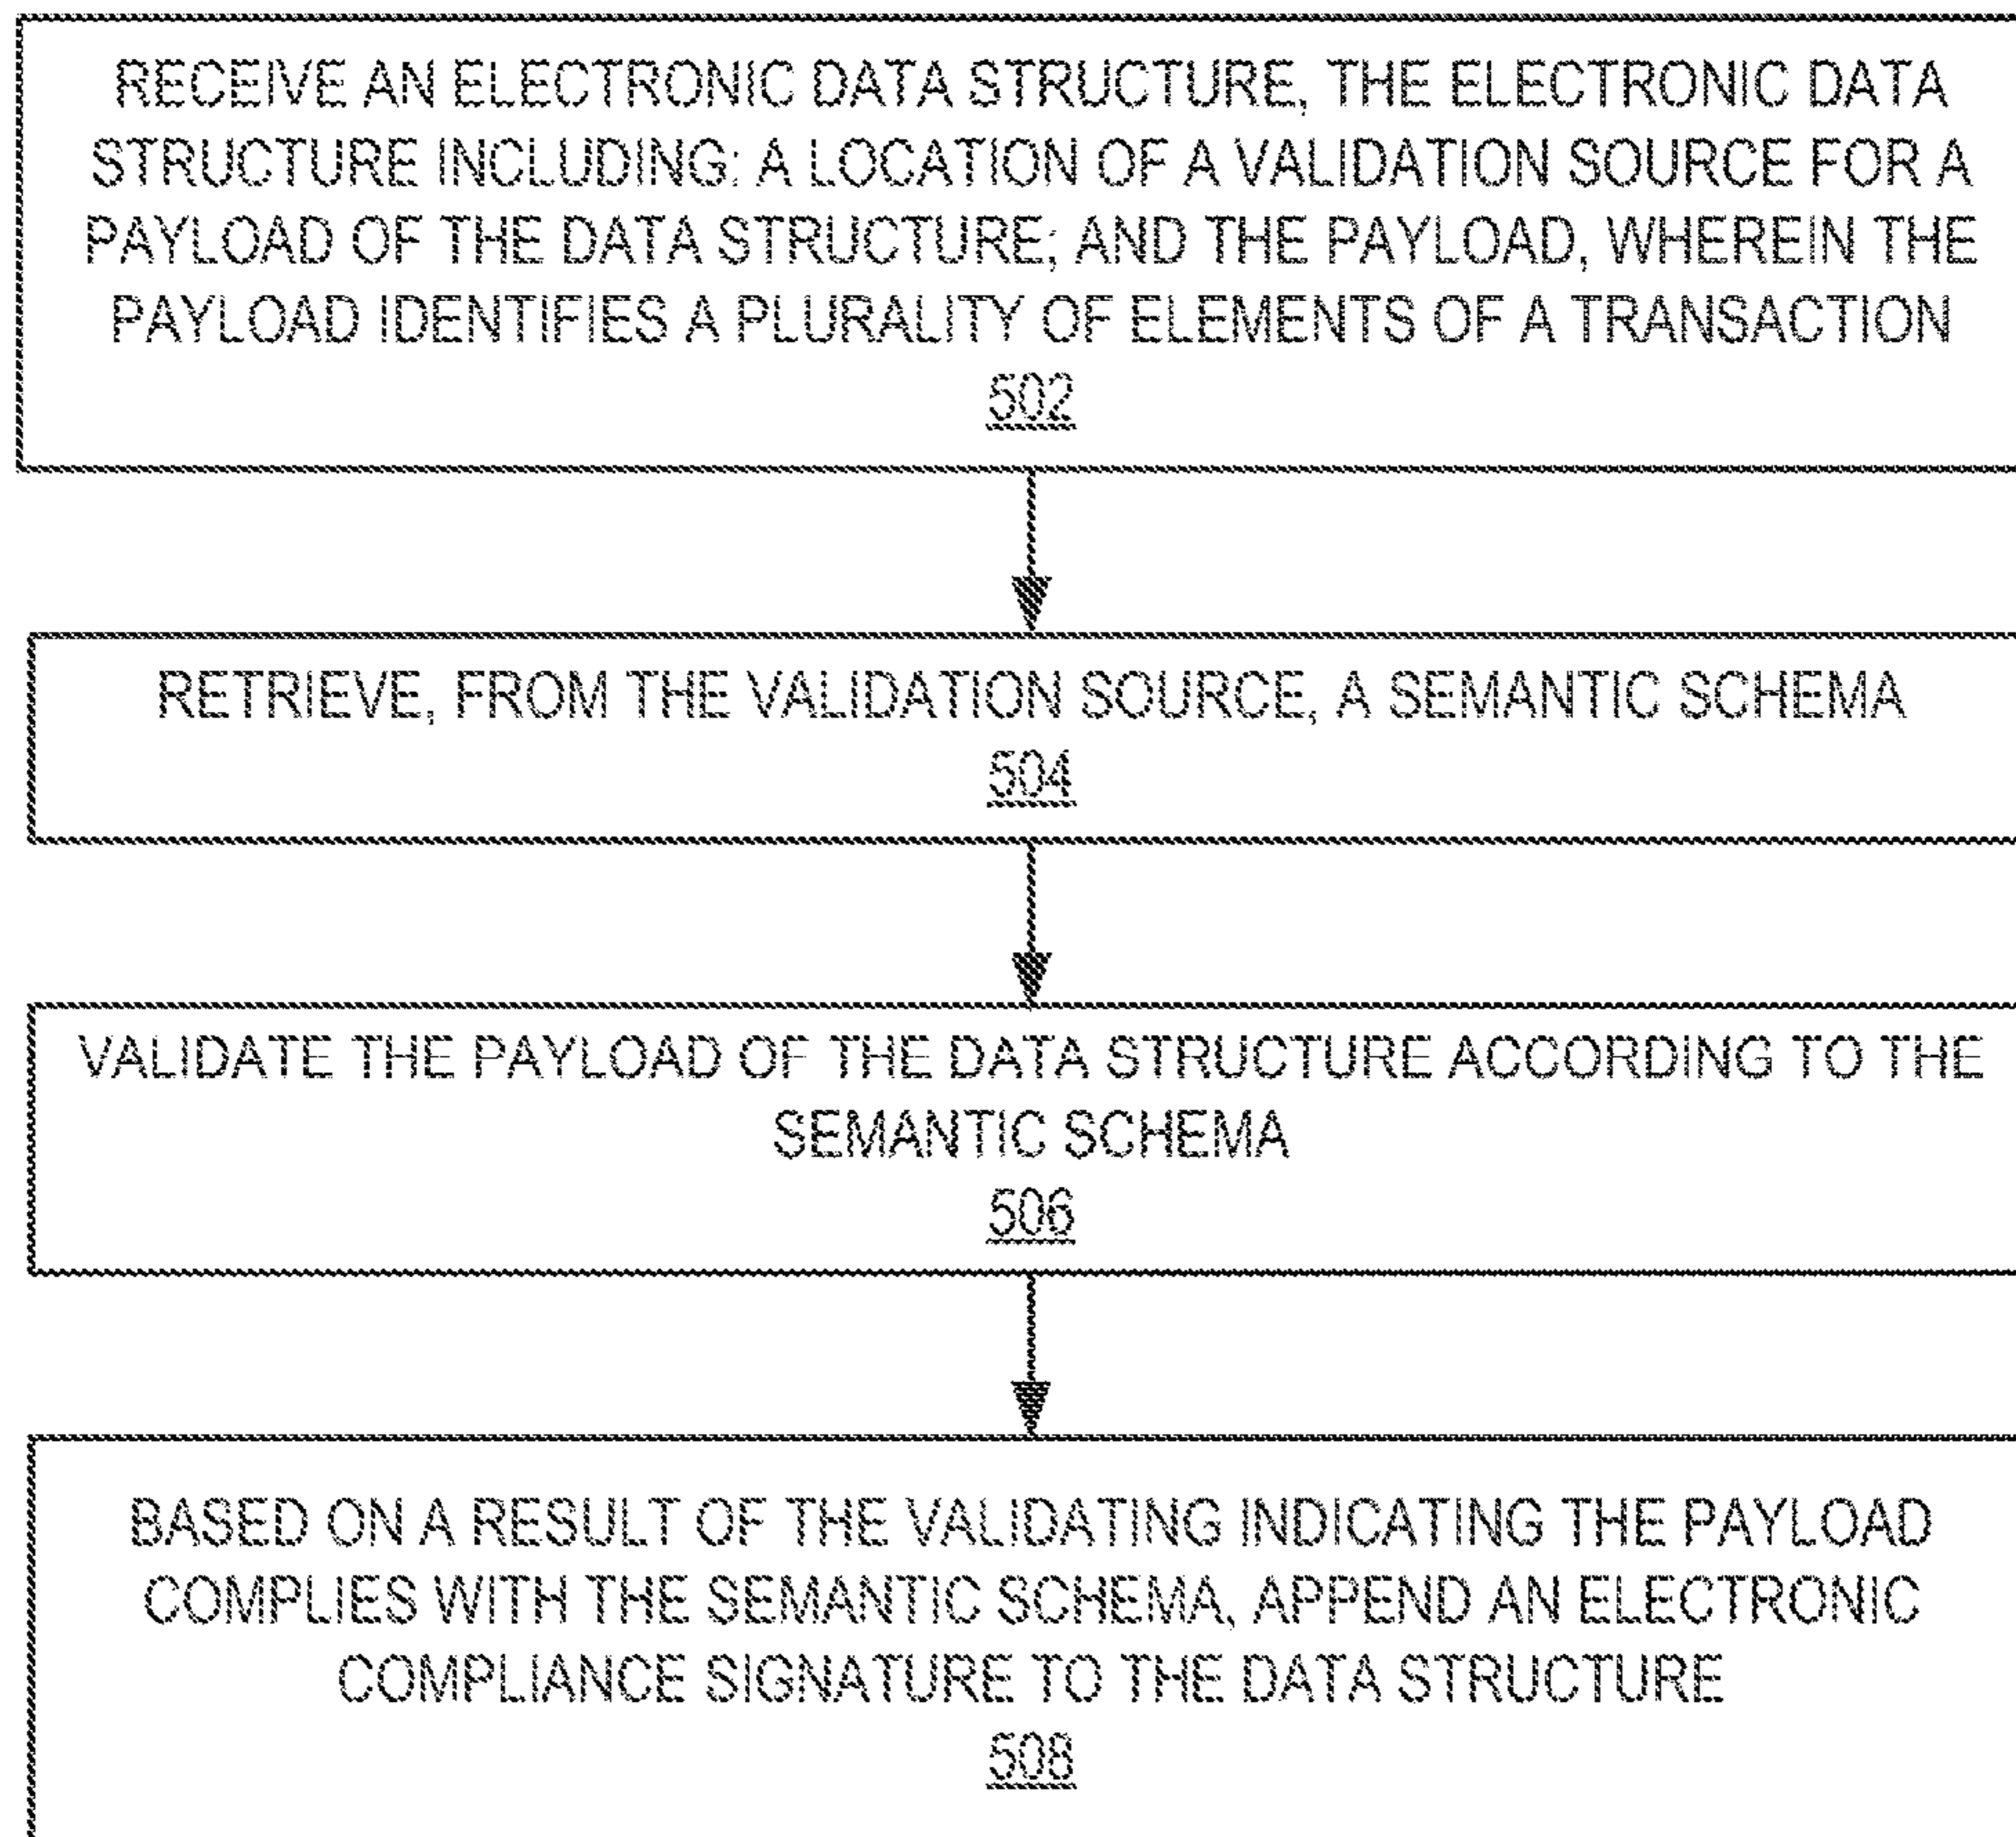 RECEIVE AN ELECTRONIC DATA STRUCTURE, THE ELECTRONIC DATA
STRUCTURE INCLUDING: A LOCATION OF A VALIDATION SOURCE FOR A
PAYLOAD OF THE DATA STRUCTURE; AND THE PAYLOAD, WHEREIN THE
PAYLOAD IDENTIFIES A PLURALITY OF ELEMENTS OF A TRANSACTION
502
RETRIEVE, FROM THE VALIDATION SOURCE, A SEMANTIC SCHEMA
504
VALIDATE THE PAYLOAD OF THE DATA STRUCTURE ACCORDING TO THE
SEMANTIC SCHEMA
506
BASED ON A RESULT OF THE VALIDATING INDICATING THE PAYLOAD
COMPLIES WITH THE SEMANTIC SCHEMA, APPEND AN ELECTRONIC
COMPLIANCE SIGNATURE TO THE DATA STRUCTURE
508